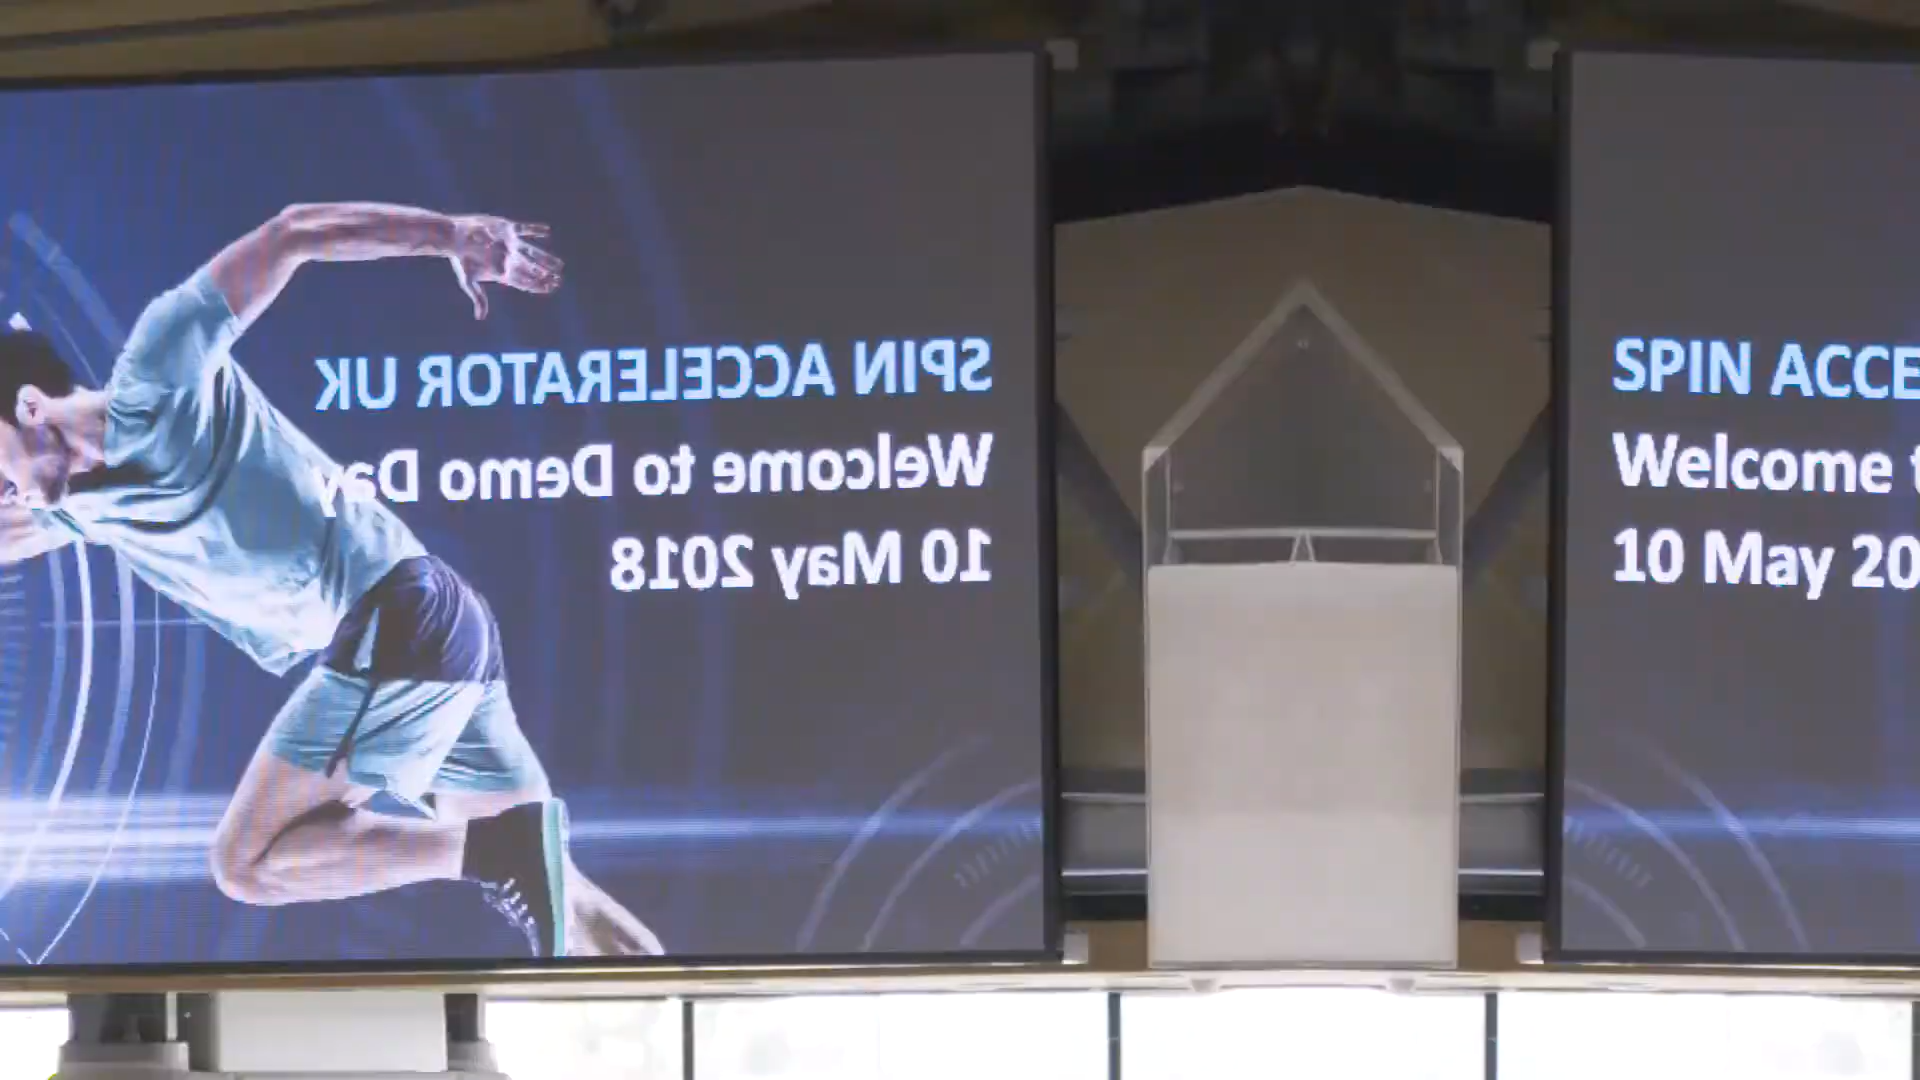 SPIN ACCELERATOR UK
Welcome to Demo Day
10 May 2018
SPIN ACCE
Welcome t
10 May 20